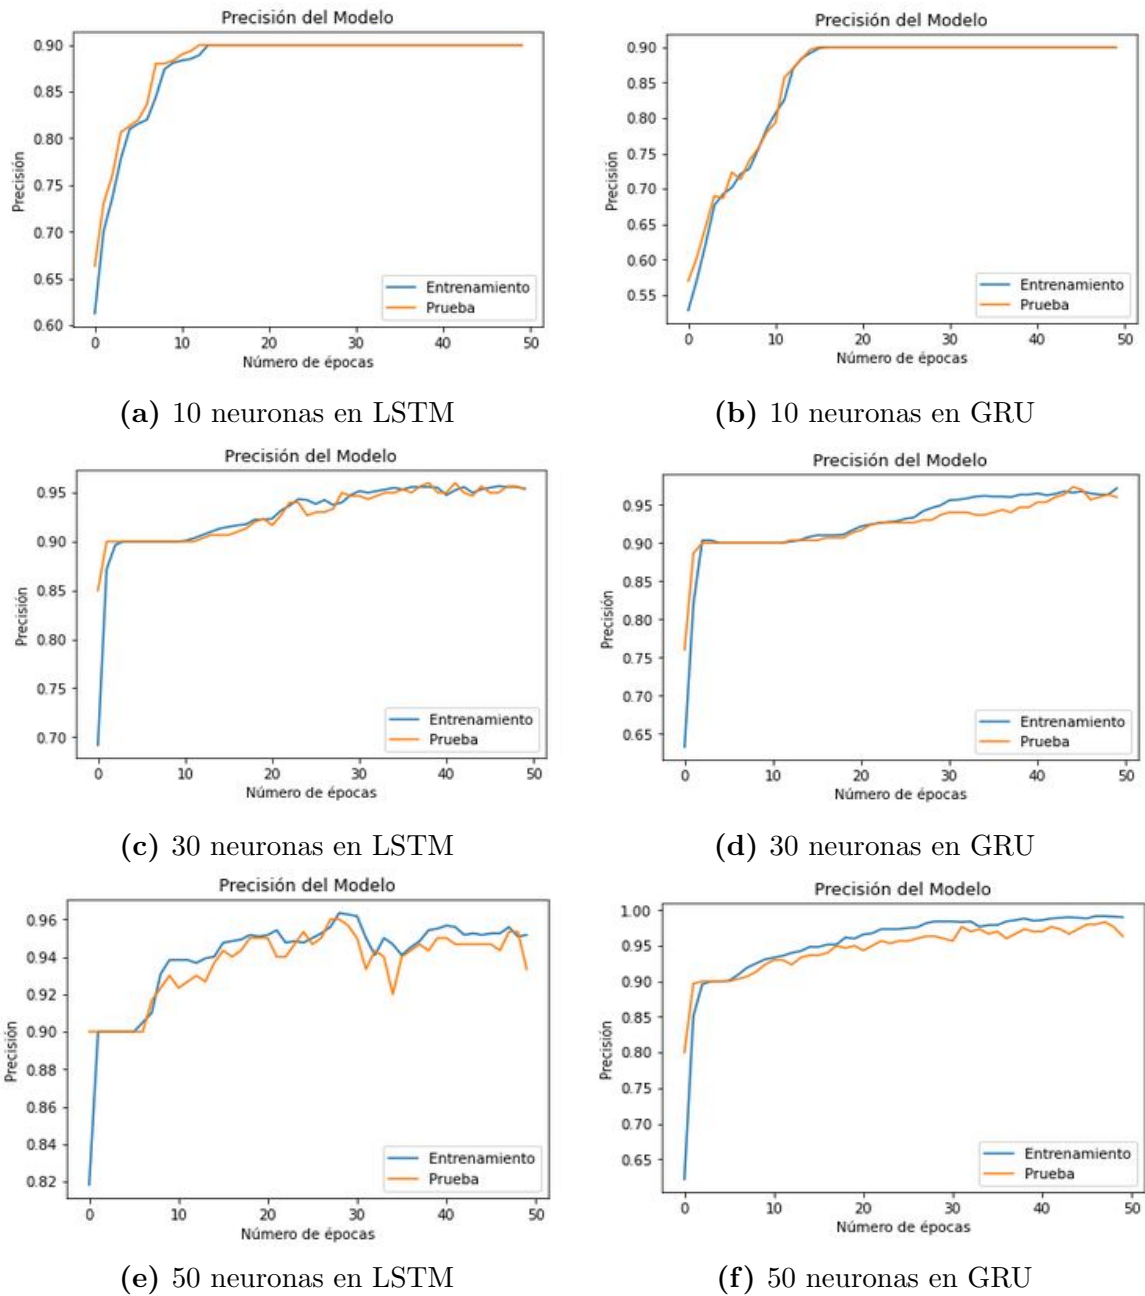 Precisión del Modelo
Precisión
0.90
0.85
0.80
0.75
0.70
0.65
0.60
Entrenamiento
Prueba
0 10 20 30 40 50
Número de épocas
(a) 10 neuronas en LSTM
Precisión del Modelo
Precisión
0.90
0.85
0.80
0.75
0.70
0.65
0.60
0.55
Entrenamiento
Prueba
0 10 20 30 40 50
Número de épocas
(b) 10 neuronas en GRU
Precisión del Modelo
Precisión
0.95
0.90
0.85
0.80
0.75
0.70
Entrenamiento
Prueba
0 10 20 30 40 50
Número de épocas
(c) 30 neuronas en LSTM
Precisión del Modelo
Precisión
0.95
0.90
0.85
0.80
0.75
0.70
0.65
Entrenamiento
Prueba
0 10 20 30 40 50
Número de épocas
(d) 30 neuronas en GRU
Precisión del Modelo
Precisión
0.96
0.94
0.92
0.90
0.88
0.86
0.84
0.82
Entrenamiento
Prueba
0 10 20 30 40 50
Número de épocas
(e) 50 neuronas en LSTM
Precisión del Modelo
Precisión
1.00
0.95
0.90
0.85
0.80
0.75
0.70
0.65
Entrenamiento
Prueba
0 10 20 30 40 50
Número de épocas
(f) 50 neuronas en GRU